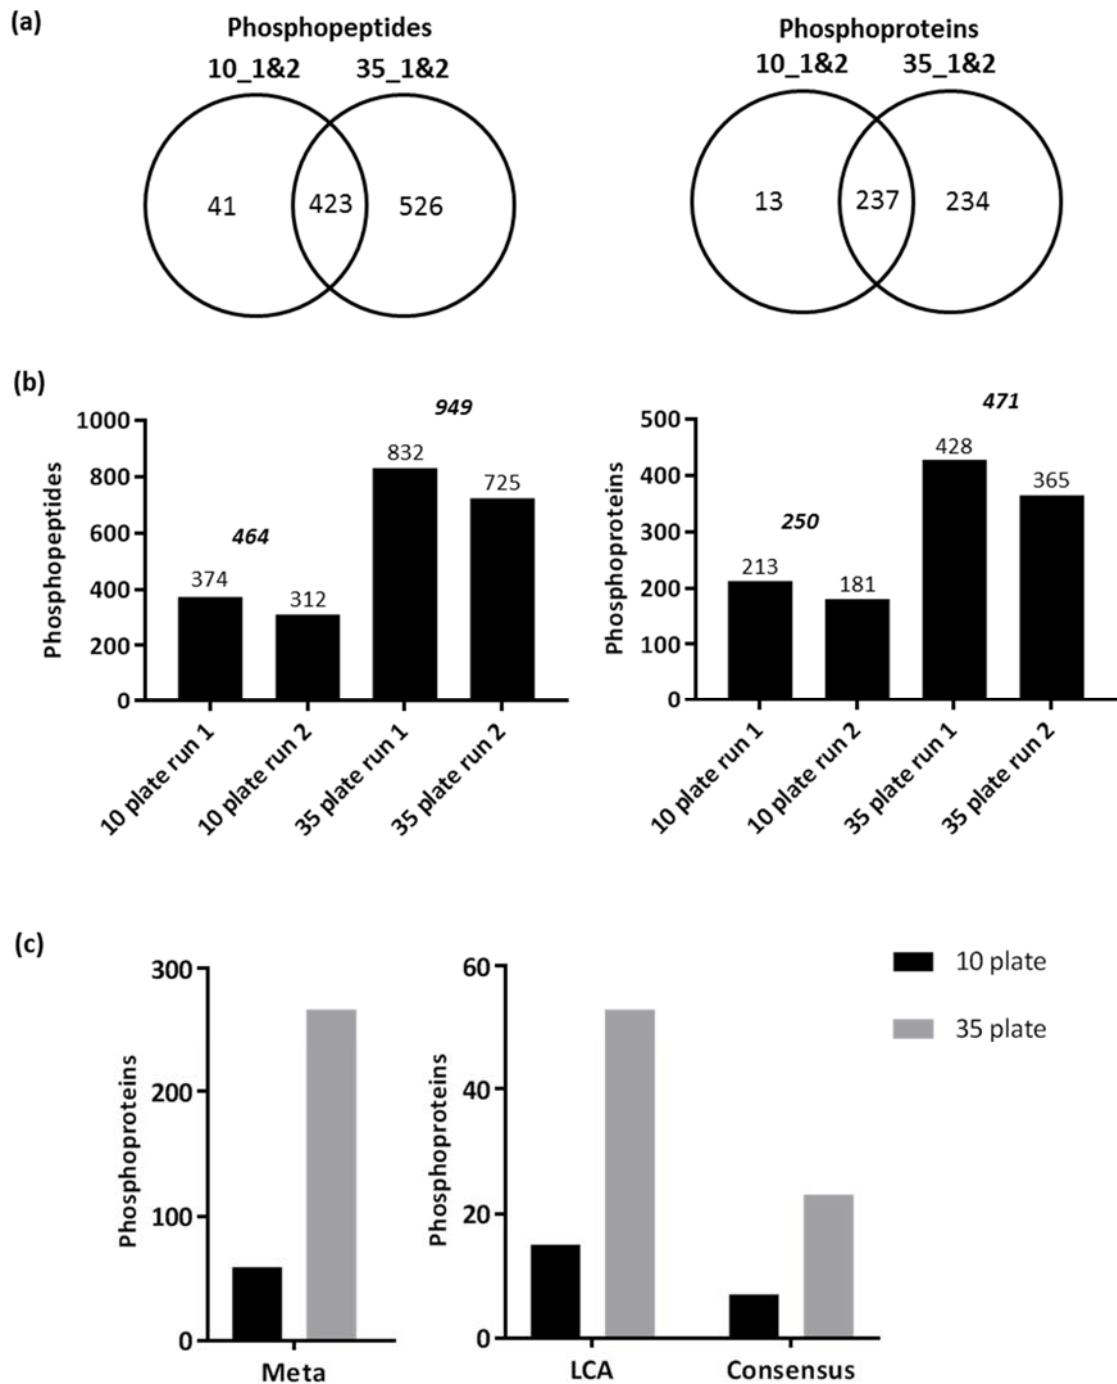 (a)
Phosphopeptides
10_1&2 35_1&2
41 423 526
Phosphoproteins
10_1&2 35_1&2
13 237 234
(b)
Phosphopeptides
1000
800
600
400
200
0
464
949
374
312
832
725
10 plate run 1
10 plate run 2
35 plate run 1
35 plate run 2
Phosphoproteins
500
400
300
200
100
0
250
471
213
181
428
365
10 plate run 1
10 plate run 2
35 plate run 1
35 plate run 2
(c)
Phosphoproteins
300
200
100
0
Meta
Phosphoproteins
60
40
20
0
LCA
Consensus
10 plate
35 plate